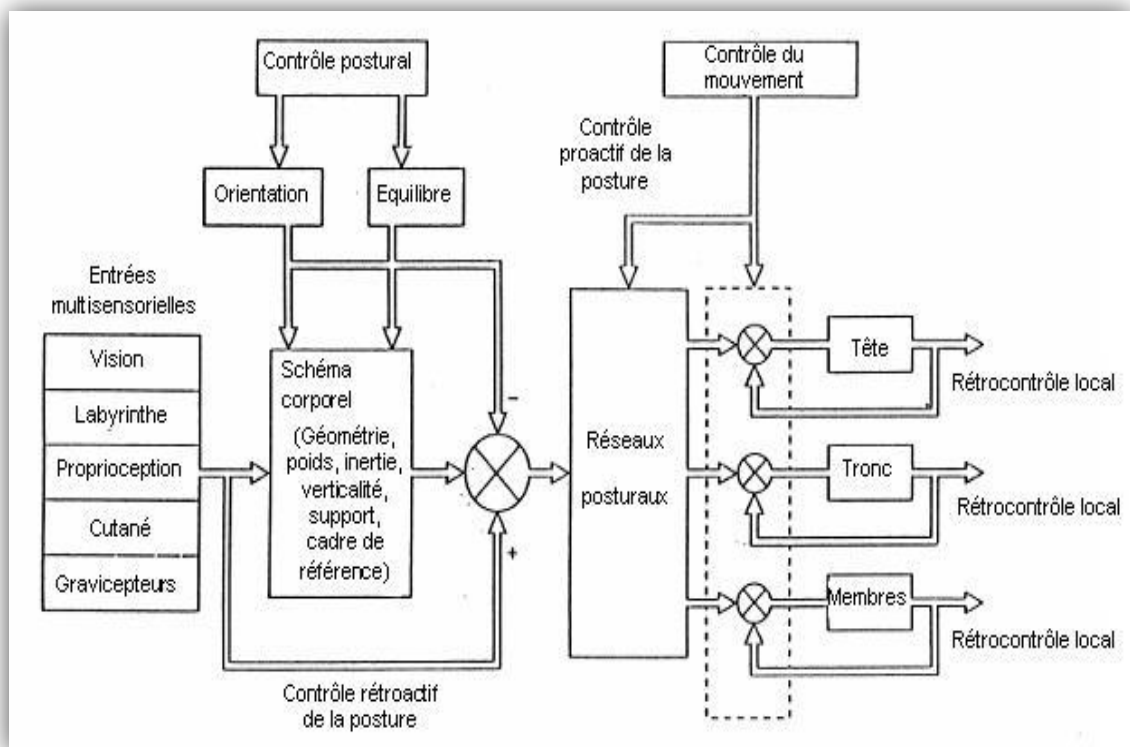 Contrôle postural
Contrôle du
mouvement
Contrôle
proactif de la
posture
Orientation
Equilibre
Entrées
multisensorielles
Vision
Labyrinthe
Proprioception
Cutané
Gravicepteurs
Schéma
corporel
(Géométrie,
poids, inertie,
verticalité,
support,
cadre de
référence)
-
+
Réseaux
posturaux
Tête
Rétrocontrôle local
Tronc
Rétrocontrôle local
Membres
Rétrocontrôle local
Contrôle rétroactif
de la posture